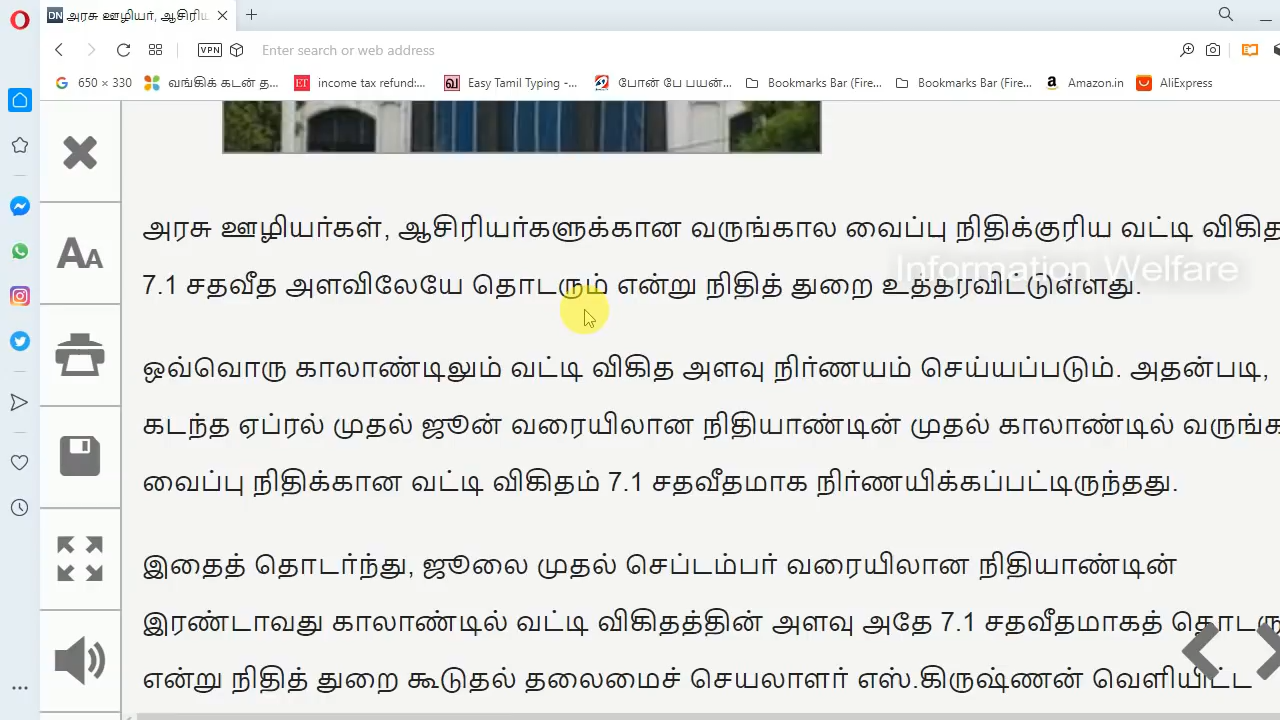 DN அரசு ஊழியர், ஆசிரிய
VPN Enter search or web address
650 × 330 வங்கிக் கடன் த... ET income tax refund:... Easy Tamil Typing -... போன் பே பயன்... Bookmarks Bar (Fire... Bookmarks Bar (Fire... Amazon.in AliExpress
அரசு ஊழியர்கள், ஆசிரியர்களுக்கான வருங்கால வைப்பு நிதிக்குரிய வட்டி விகித
Information Welfare
7.1 சதவீத அளவிலேயே தொடரும் என்று நிதித் துறை உத்தரவிட்டுள்ளது.
ஒவ்வொரு காலாண்டிலும் வட்டி விகித அளவு நிர்ணயம் செய்யப்படும். அதன்படி,
கடந்த ஏப்ரல் முதல் ஜூன் வரையிலான நிதியாண்டின் முதல் காலாண்டில்
வைப்பு நிதிக்கான வட்டி விகிதம் 7.1 சதவீதமாக நிர்ணயிக்கப்பட்டிருந்தது.
இதைத் தொடர்ந்து, ஜூலை முதல் செப்டம்பர் வரையிலான நிதியாண்டின்
இரண்டாவது காலாண்டில் வட்டி விகிதத்தின் அளவு அதே 7.1 சதவீதமாகத்
என்று நிதித் துறை கூடுதல் தலைமைச் செயலாளர் எஸ்.கிருஷ்ணன் வெளியிட்ட